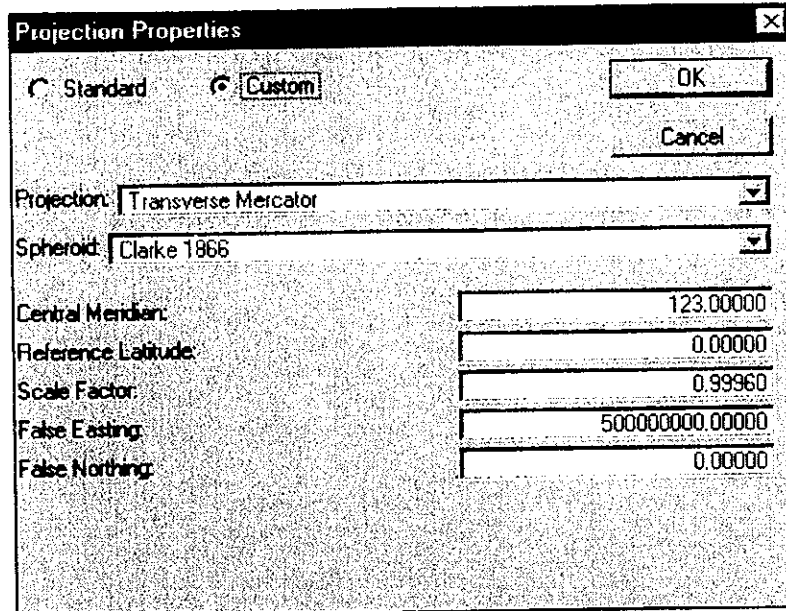 Projection Properties
Standard
Custom
OK
Cancel
Projection: Transverse Mercator
Spheroid: Clarke 1866
Central Meridian: 123.00000
Reference Latitude: 0.00000
Scale Factor: 0.99960
False Easting: 500000000.00000
False Northing: 0.00000